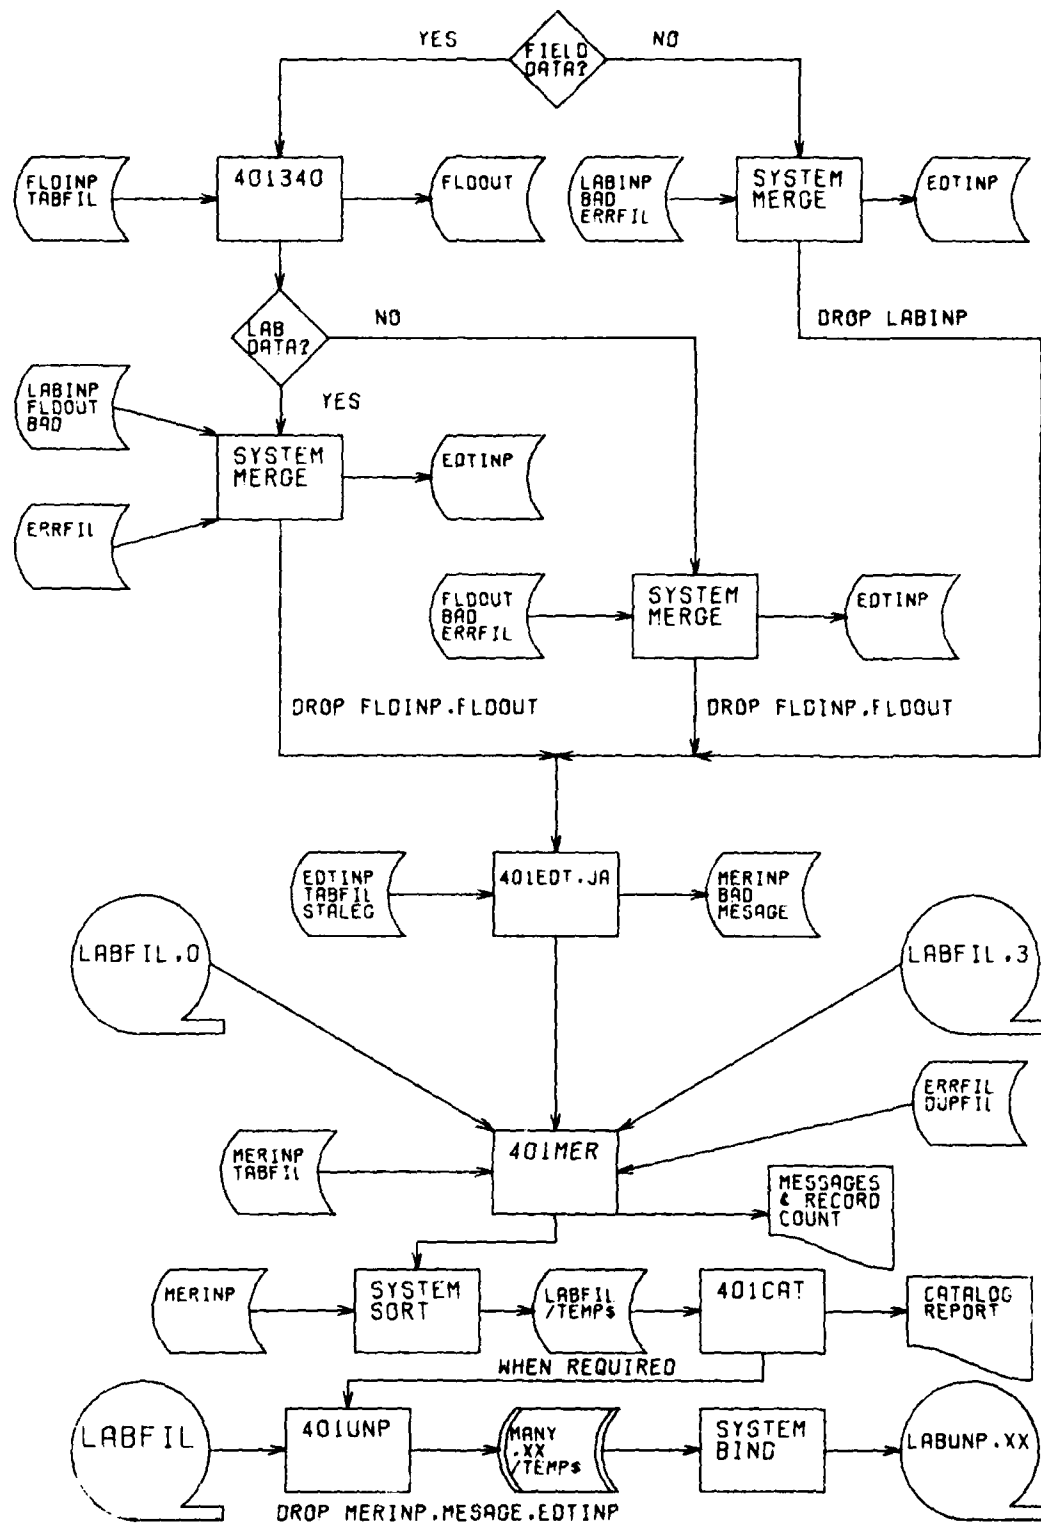 YES
FIELD
DATA?
NO
FLDINP
TABFIL
401340
FLDOUT
LABINP
BAD
ERRFIL
SYSTEM
MERGE
EDTINP
DROP LABINP
LAB
DATA?
NO
YES
LABINP
FLDOUT
BAD
ERRFIL
SYSTEM
MERGE
EDTINP
FLDOUT
BAD
ERRFIL
SYSTEM
MERGE
EDTINP
DROP FLDINP.FLDOUT
DROP FLDINP.FLDOUT
EDTINP
TABFIL
STALEG
401EDT.JA
MERINP
BAD
MESAGE
LABFIL.0
LABFIL.3
ERRFIL
DUPFIL
MERINP
TABFIL
401MER
MESSAGES
& RECORD
COUNT
MERINP
SYSTEM
SORT
LABFIL
/TEMP$
401CAT
CATALOG
REPORT
WHEN REQUIRED
LABFIL
401UNP
MANY
.XX
/TEMP$
SYSTEM
BIND
LABUNP.XX
DROP MERINP.MESAGE.EDTINP